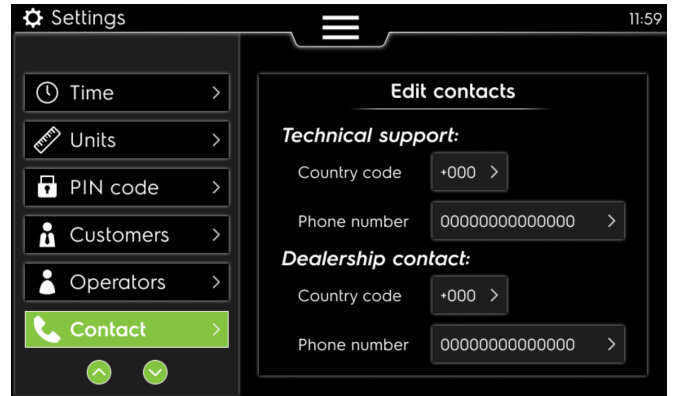 Settings
11:59
Time
Units
PIN code
Customers
Operators
Contact
Edit contacts
Technical support:
Country code +000
Phone number 00000000000000
Dealership contact:
Country code +000
Phone number 00000000000000